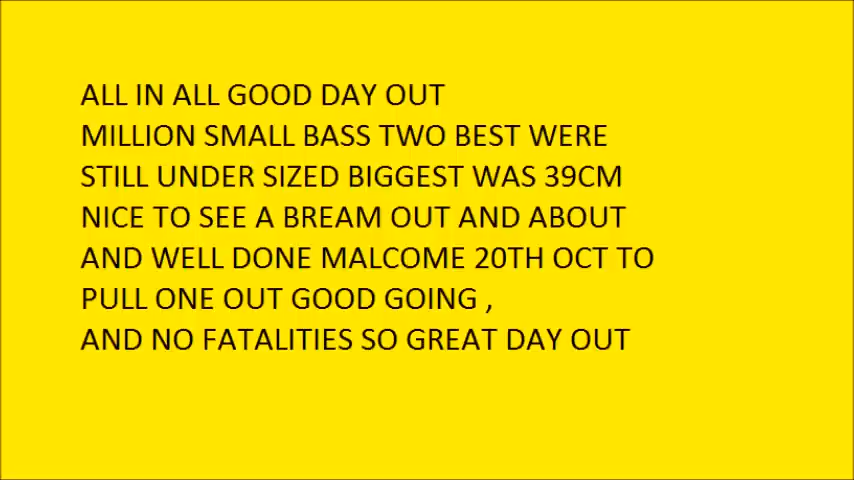 ALL IN ALL GOOD DAY OUT
MILLION SMALL BASS TWO BEST WERE
STILL UNDER SIZED BIGGEST WAS 39CM
NICE TO SEE A BREAM OUT AND ABOUT
AND WELL DONE MALCOME 20TH OCT TO
PULL ONE OUT GOOD GOING ,
AND NO FATALITIES SO GREAT DAY OUT